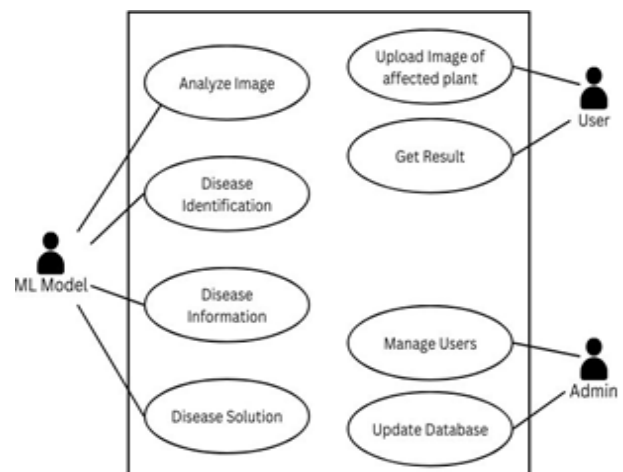 Analyze Image
Disease
Identification
Disease
Information
Disease Solution
ML Model
Upload Image of
affected plant
Get Result
User
Manage Users
Update Database
Admin